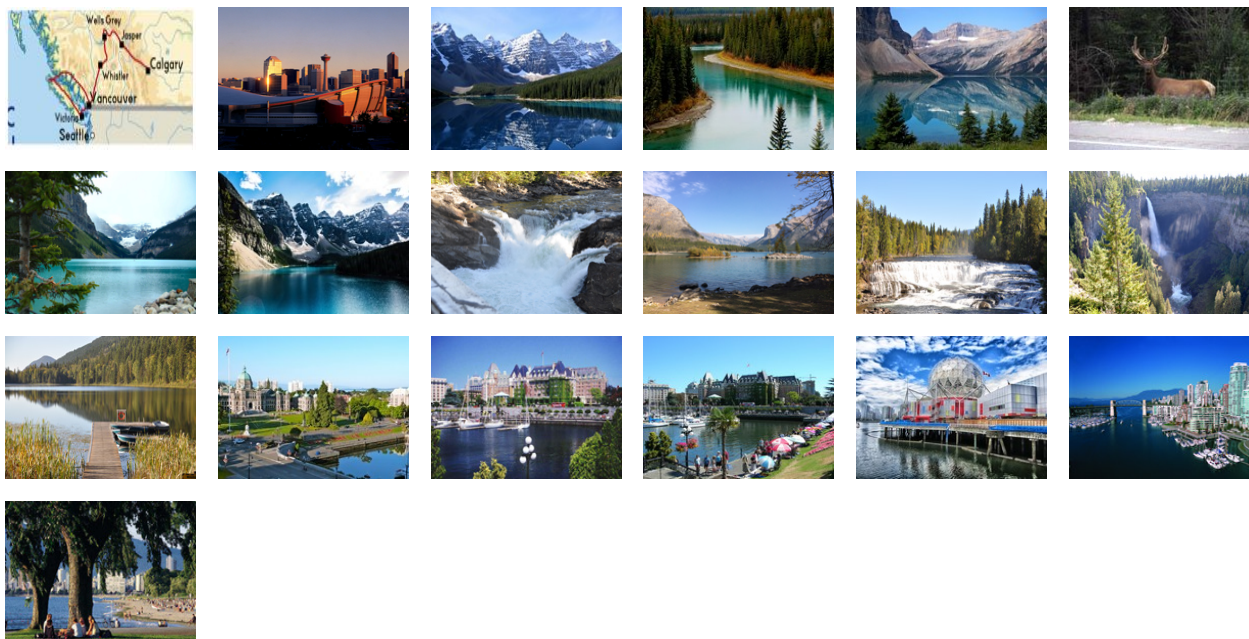 Wells Grey
Jasper
Calgary
Whistler
Vancouver
Victoria
Seattle
C